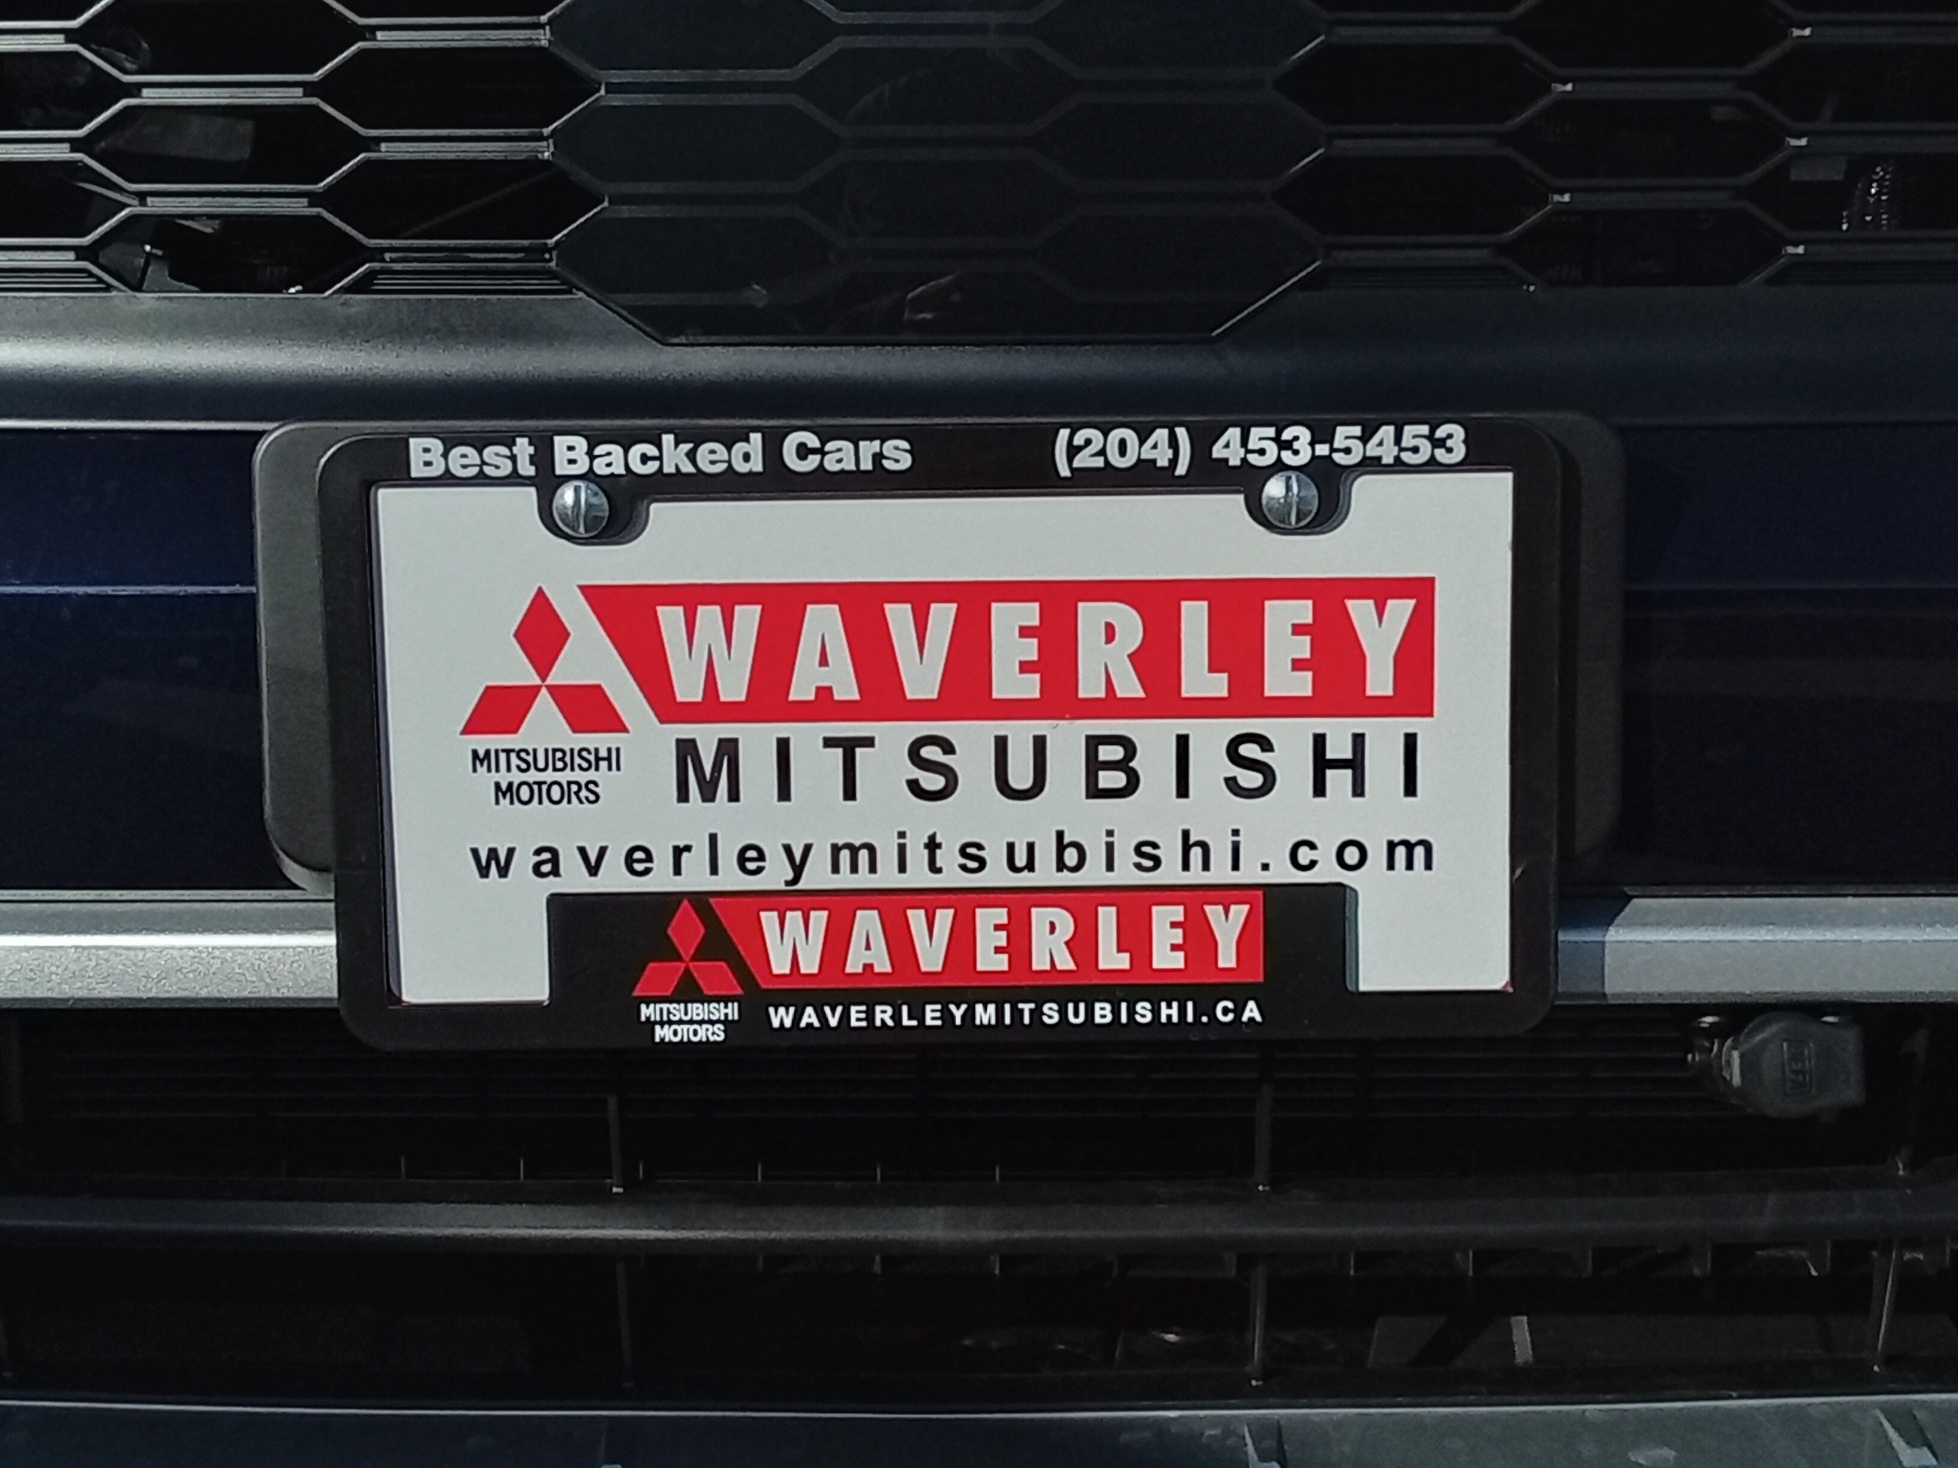 Best Backed Cars (204) 453-5453
WAVERLEY
MITSUBISHI
MITSUBISHI
MOTORS
waverleymitsubishi.com
WAVERLEY
MITSUBISHI
MOTORS
WAVERLEYMITSUBISHI.CA